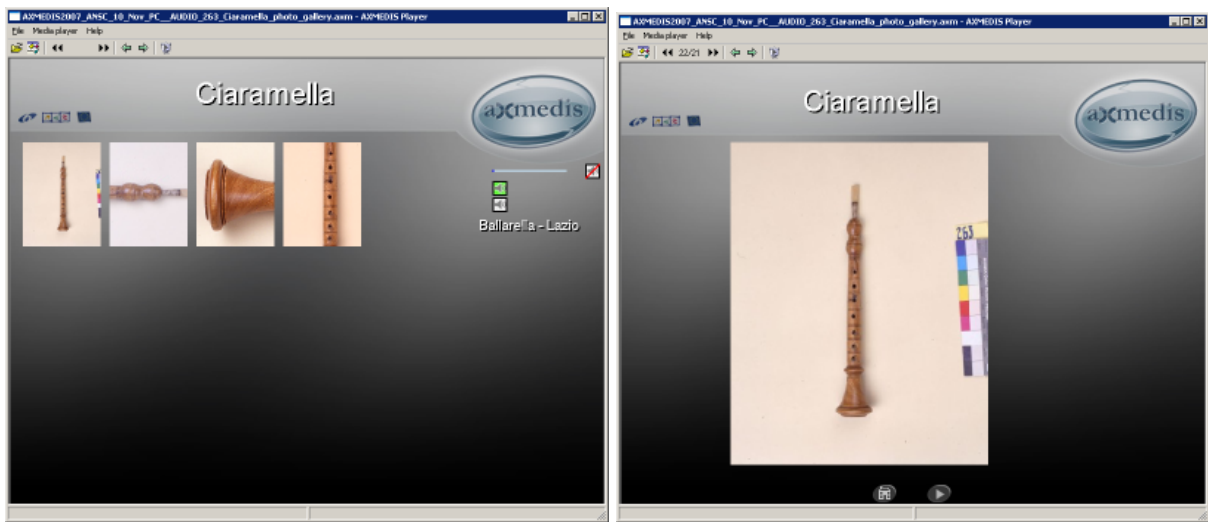 AXMEDIS2007_ANSC_10_Nov_PC__AUDIO_263_Ciaramella_photo_gallery.axm - AXMEDIS Player
File Media player Help
Ciaramella
axmedis
Ballarella - Lazio
AXMEDIS2007_ANSC_10_Nov_PC__AUDIO_263_Ciaramella_photo_gallery.axm - AXMEDIS Player
File Media player Help
22/21
Ciaramella
axmedis
263